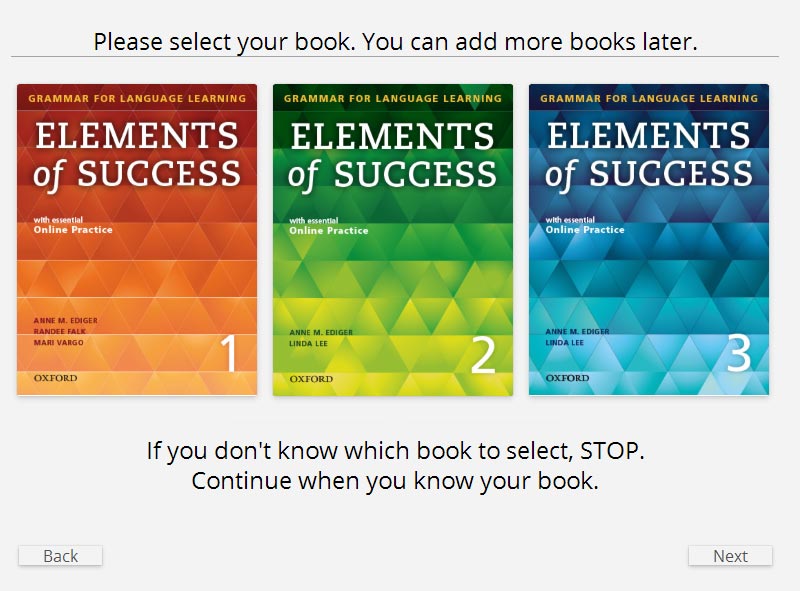 Please select your book. You can add more books later.
GRAMMAR FOR LANGUAGE LEARNING
ELEMENTS
of SUCCESS
with essential
Online Practice
ANNE M. EDIGER
RANDEE FALK
MARI VARGO
1
OXFORD
GRAMMAR FOR LANGUAGE LEARNING
ELEMENTS
of SUCCESS
with essential
Online Practice
ANNE M. EDIGER
LINDA LEE
2
OXFORD
GRAMMAR FOR LANGUAGE LEARNING
ELEMENTS
of SUCCESS
with essential
Online Practice
ANNE M. EDIGER
LINDA LEE
3
OXFORD
If you don't know which book to select, STOP.
Continue when you know your book.
Back
Next